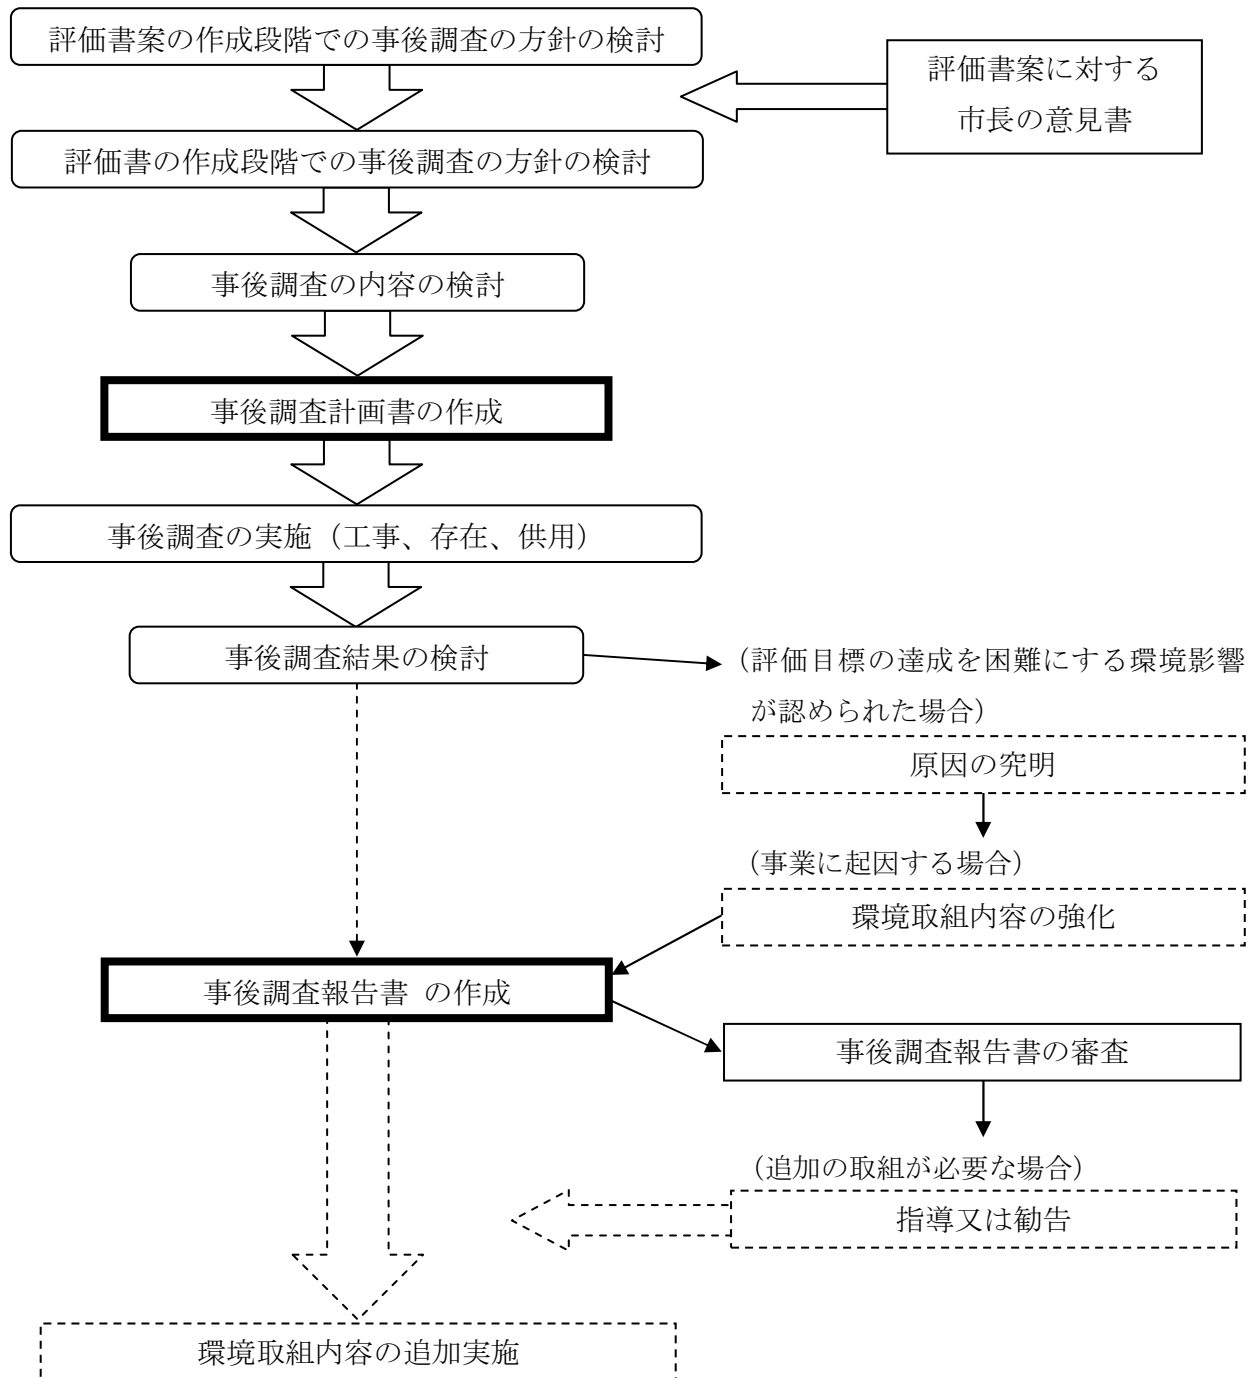 評価書案の作成段階での事後調査の方針の検討
評価書案に対する
市長の意見書
評価書の作成段階での事後調査の方針の検討
事後調査の内容の検討
事後調査計画書の作成
事後調査の実施（工事、存在、供用）
事後調査結果の検討
（評価目標の達成を困難にする環境影響
が認められた場合）
原因の究明
（事業に起因する場合）
環境取組内容の強化
事後調査報告書 の作成
事後調査報告書の審査
（追加の取組が必要な場合）
指導又は勧告
環境取組内容の追加実施